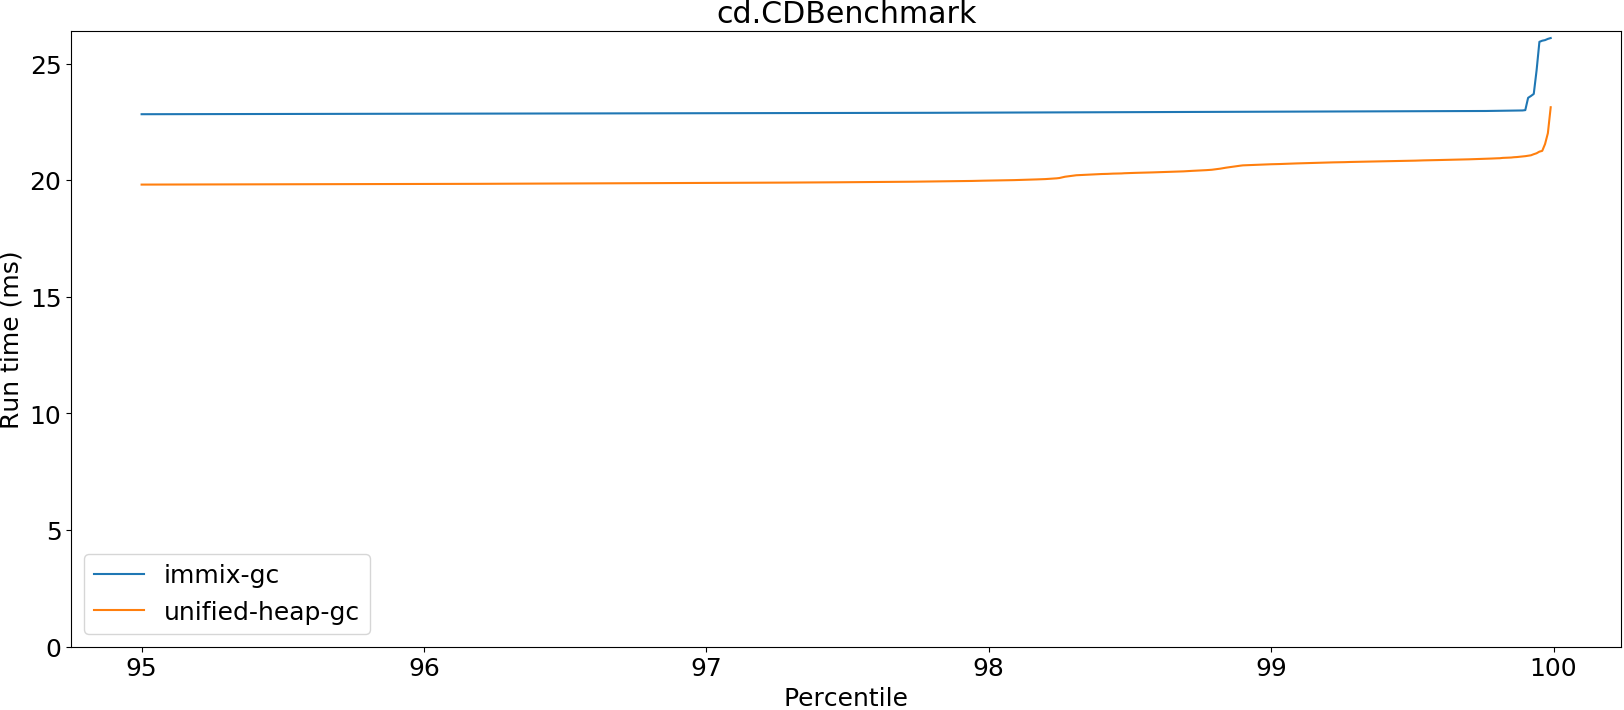 cd.CDBenchmark
Run time (ms)
25
20
15
10
5
0
immix-gc
unified-heap-gc
95 96 97 98 99 100
Percentile